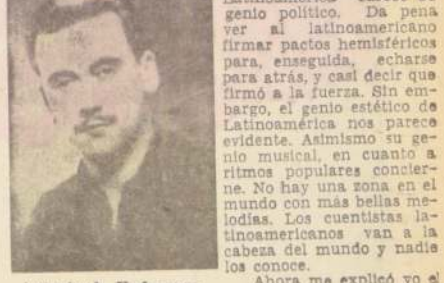 genio político. Da pena
ver al latinoamericano
firmar pactos hemisféricos
para, enseguida, echarse
para atrás, y casi decir que
firmó a la fuerza. Sin em-
bargo, el genio estético de
Latinoamérica nos parece
evidente. Asimismo su ge-
nio musical, en cuanto a
ritmos populares concier-
ne. No hay una zona en el
mundo con más bellas me-
lodías. Los cuentistas la-
tinoamericanos van a la
cabeza del mundo y nadie
los conoce.
Ahora me explicó yo el